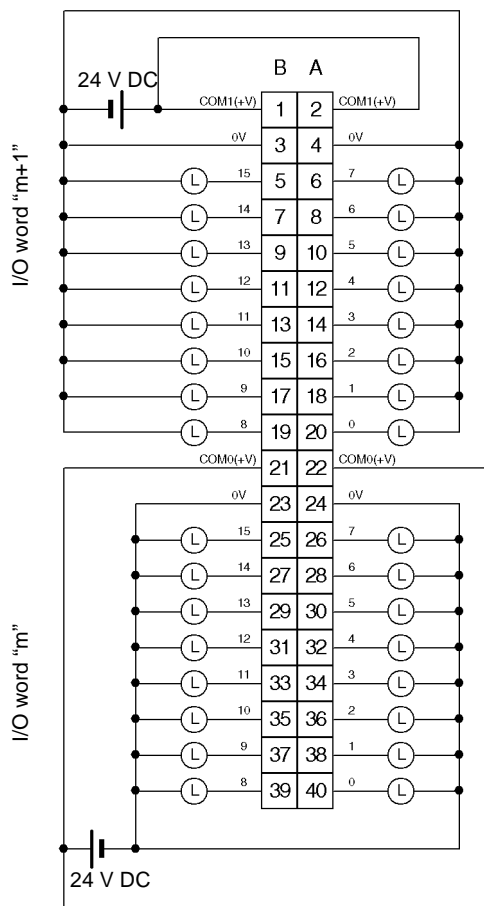 B A
24 V DC
COM1(+V) 1 2 COM1(+V)
0V 3 4 0V
L 15 5 6 7 L
L 14 7 8 6 L
L 13 9 10 5 L
L 12 11 12 4 L
L 11 13 14 3 L
L 10 15 16 2 L
L 9 17 18 1 L
L 8 19 20 0 L
I/O word “m+1”
COM0(+V) 21 22 COM0(+V)
0V 23 24 0V
L 15 25 26 7 L
L 14 27 28 6 L
L 13 29 30 5 L
L 12 31 32 4 L
L 11 33 34 3 L
L 10 35 36 2 L
L 9 37 38 1 L
L 8 39 40 0 L
I/O word “m”
24 V DC